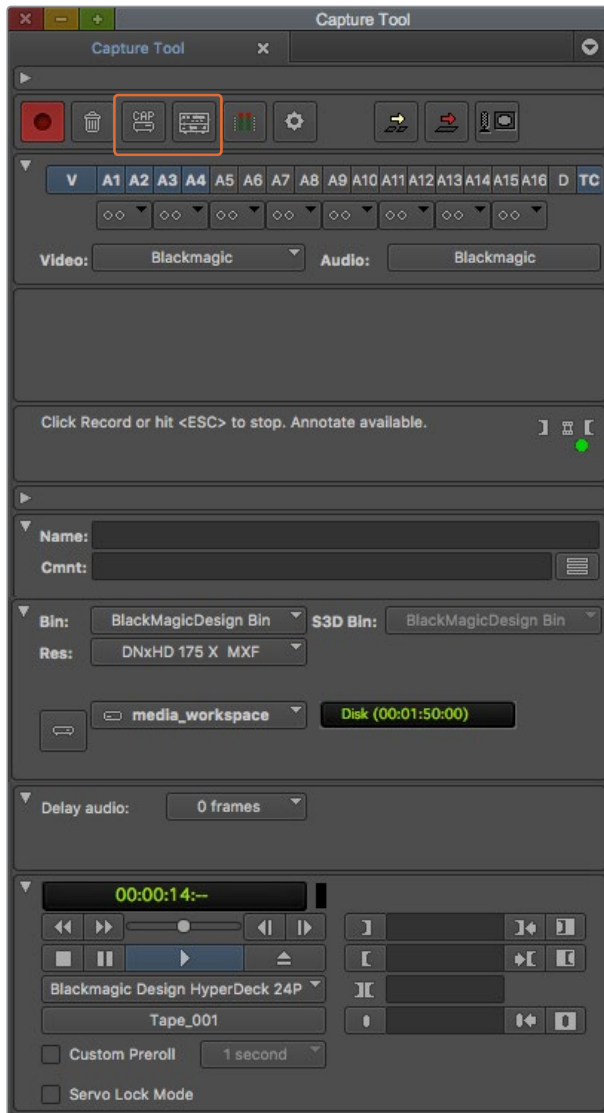 Capture Tool
Capture Tool
CAP
V A1 A2 A3 A4 A5 A6 A7 A8 A9 A10 A11 A12 A13 A14 A15 A16 D TC
Video: Blackmagic Audio: Blackmagic
Click Record or hit <ESC> to stop. Annotate available.
Name:
Cmnt:
Bin: BlackMagicDesign Bin S3D Bin: BlackMagicDesign Bin
Res: DNxHD 175 X MXF
media_workspace Disk (00:01:50:00)
Delay audio: 0 frames
00:00:14:--
Blackmagic Design HyperDeck 24P
Tape_001
Custom Preroll 1 second
Servo Lock Mode